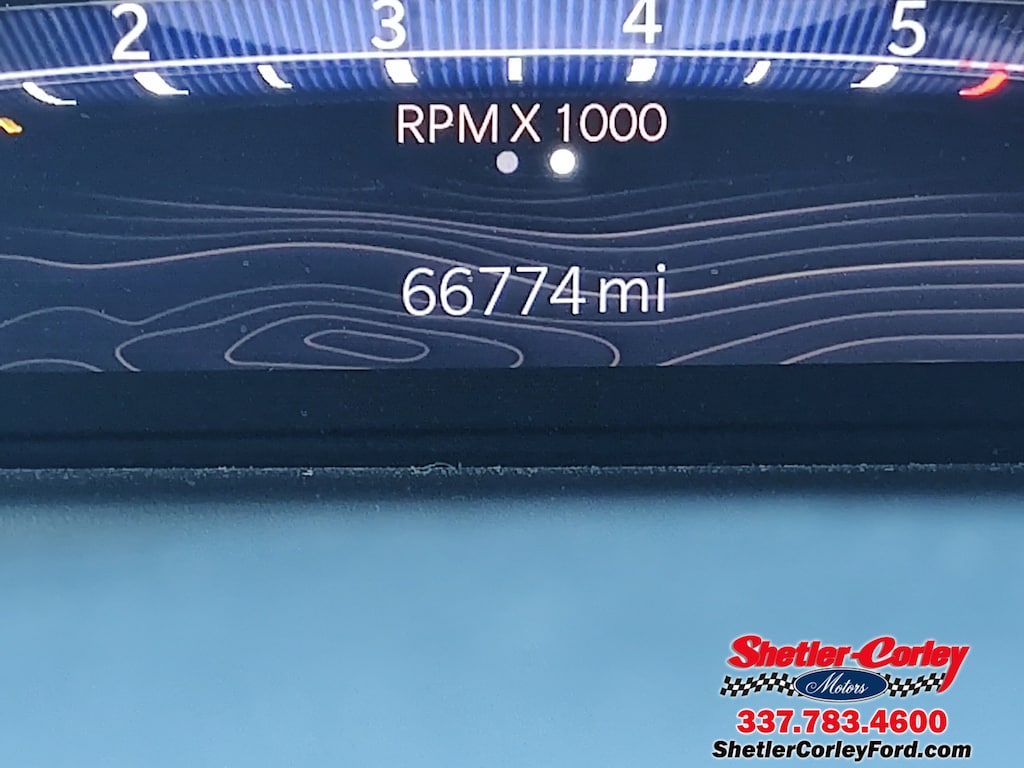 2 3 4 5
RPM X 1000
66774 mi
Shetler-Corley
Motors
337.783.4600
ShetlerCorleyFord.com